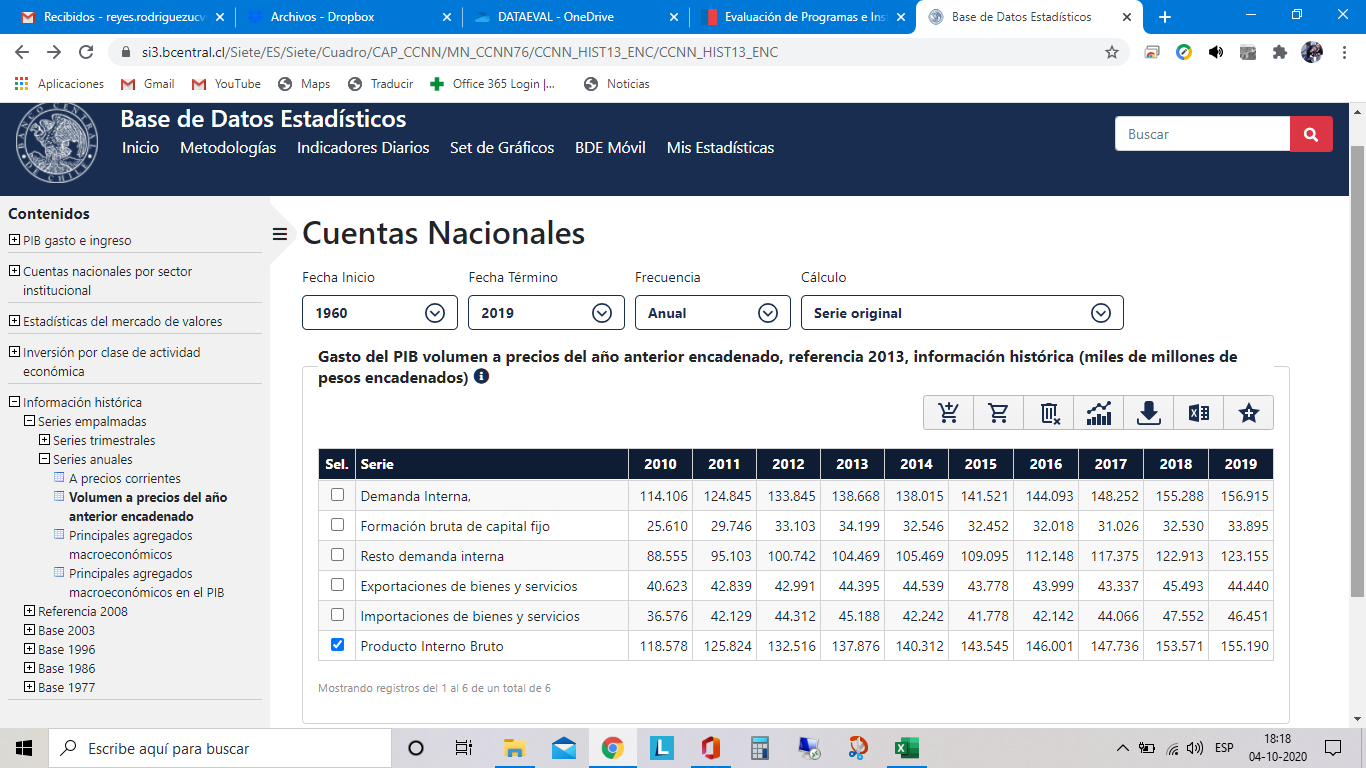 Recibidos - reyes.rodriguezucv
Archivos - Dropbox
DATAEVAL - OneDrive
Evaluación de Programas e Ins
Base de Datos Estadísticos
si3.bcentral.cl/Siete/ES/Siete/Cuadro/CAP_CCNN/MN_CCNN76/CCNN_HIST13_ENC/CCNN_HIST13_ENC
Aplicaciones Gmail YouTube Maps Traducir Office 365 Login |... Noticias
BANCO CENTRAL DE CHILE
Base de Datos Estadísticos
Inicio Metodologías Indicadores Diarios Set de Gráficos BDE Móvil Mis Estadísticas
Buscar
Contenidos
PIB gasto e ingreso
Cuentas nacionales por sector
institucional
Estadísticas del mercado de valores
Inversión por clase de actividad
económica
Información histórica
Series empalmadas
Series trimestrales
Series anuales
A precios corrientes
Volumen a precios del año
anterior encadenado
Principales agregados
macroeconómicos
Principales agregados
macroeconómicos en el PIB
Referencia 2008
Base 2003
Base 1996
Base 1986
Base 1977
Cuentas Nacionales
Fecha Inicio Fecha Término Frecuencia Cálculo
1960 2019 Anual Serie original
Gasto del PIB volumen a precios del año anterior encadenado, referencia 2013, información histórica (miles de millones de
pesos encadenados)
Sel. Serie 2010 2011 2012 2013 2014 2015 2016 2017 2018 2019
Demanda Interna, 114.106 124.845 133.845 138.668 138.015 141.521 144.093 148.252 155.288 156.915
Formación bruta de capital fijo 25.610 29.746 33.103 34.199 32.546 32.452 32.018 31.026 32.530 33.895
Resto demanda interna 88.555 95.103 100.742 104.469 105.469 109.095 112.148 117.375 122.913 123.155
Exportaciones de bienes y servicios 40.623 42.839 42.991 44.395 44.539 43.778 43.999 43.337 45.493 44.440
Importaciones de bienes y servicios 36.576 42.129 44.312 45.188 42.242 41.778 42.142 44.066 47.552 46.451
Producto Interno Bruto 118.578 125.824 132.516 137.876 140.312 143.545 146.001 147.736 153.571 155.190
Mostrando registros del 1 al 6 de un total de 6
Escribe aquí para buscar
ESP
18:18
04-10-2020